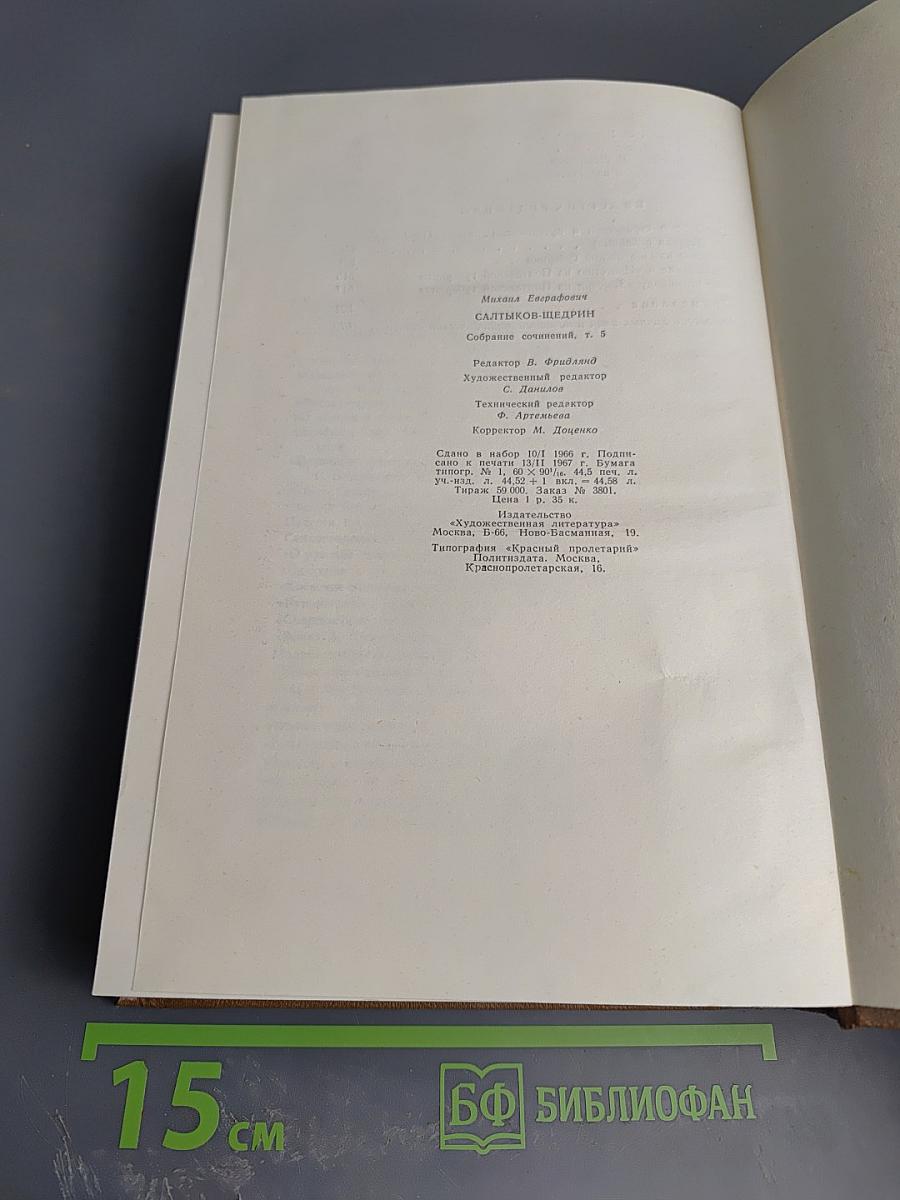 Михаил Евграфович
САЛТЫКОВ-ЩЕДРИН
Собрание сочинений, т. 5
Редактор В. Фридлянд
Художественный редактор
С. Данилов
Технический редактор
Ф. Артемьева
Корректор М. Доценко
Сдано в набор 10/I 1966 г. Подпи-
сано к печати 13/II 1967 г. Бумага
типогр. № 1, 60 × 90¹/₁₆. 44,5 печ. л.
уч.-изд. л. 44,52 + 1 вкл. = 44,58 л.
Тираж 59 000. Заказ № 3801.
Цена 1 р. 35 к.
Издательство
«Художественная литература»
Москва, Б-66, Ново-Басманная, 19.
Типография «Красный пролетарий»
Политиздата. Москва,
Краснопролетарская, 16.
15 см
БФ БИБЛИОФАН